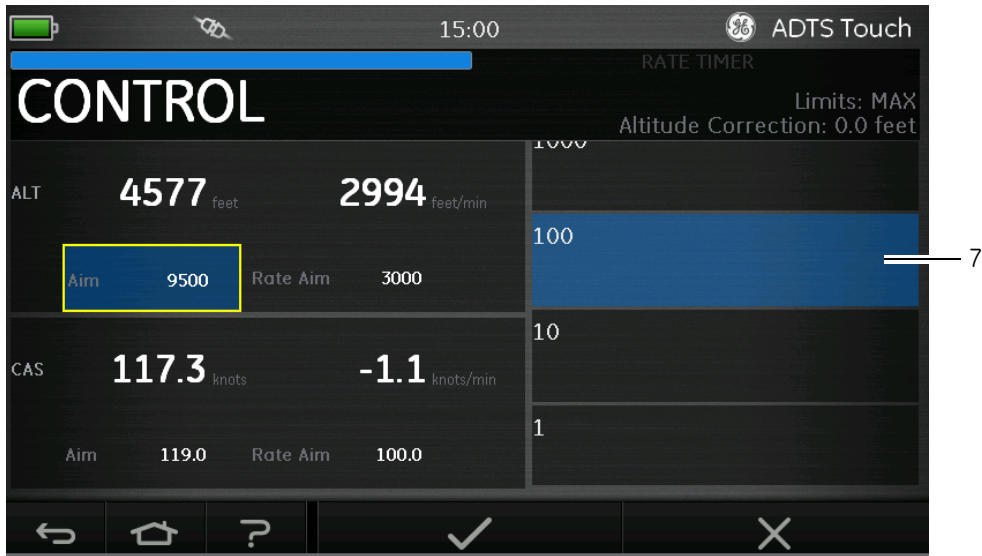 15:00 ADTS Touch
RATE TIMER
CONTROL
Limits: MAX
Altitude Correction: 0.0 feet
1000
ALT 4577 feet 2994 feet/min
100
7
Aim 9500 Rate Aim 3000
10
CAS 117.3 knots -1.1 knots/min
1
Aim 119.0 Rate Aim 100.0
?